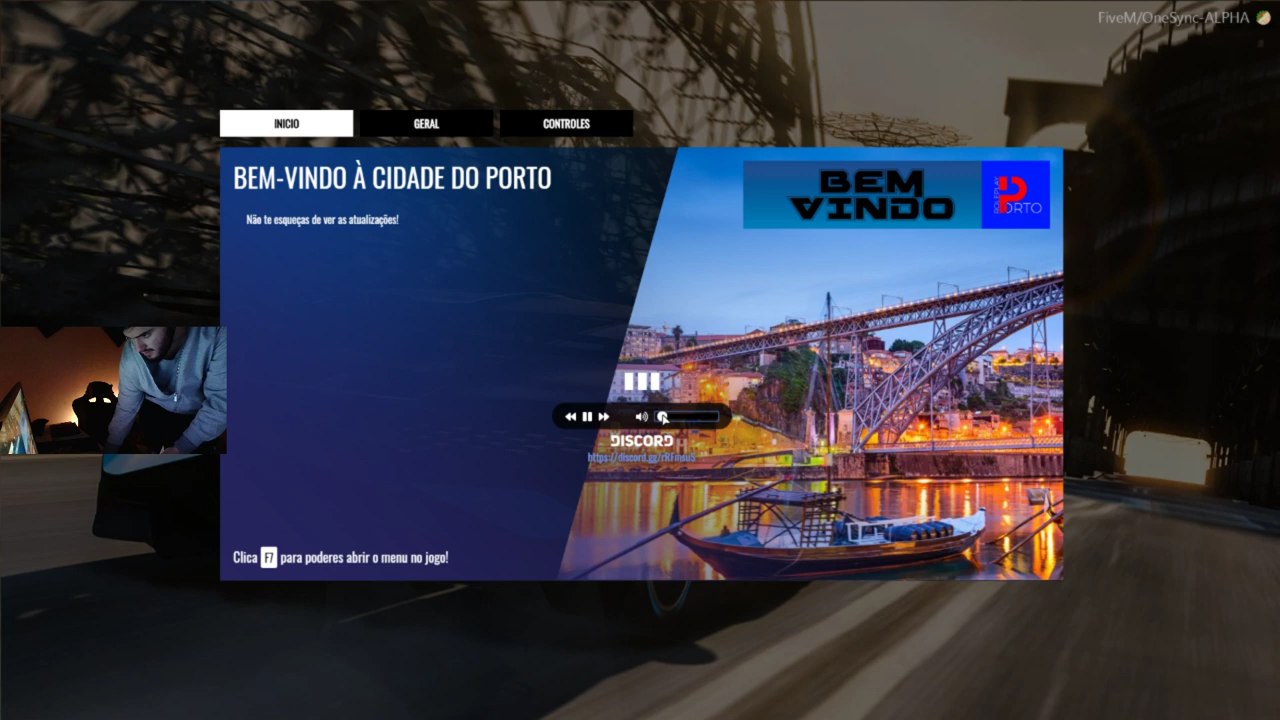 FiveM/OneSync-ALPHA
INICIO
GERAL
CONTROLES
BEM-VINDO À CIDADE DO PORTO
Não te esqueças de ver as atualizações!
BEM
VINDO
ROLEPLAY
PORTO
DISCORD
Clica F7 para poderes abrir o menu no jogo!